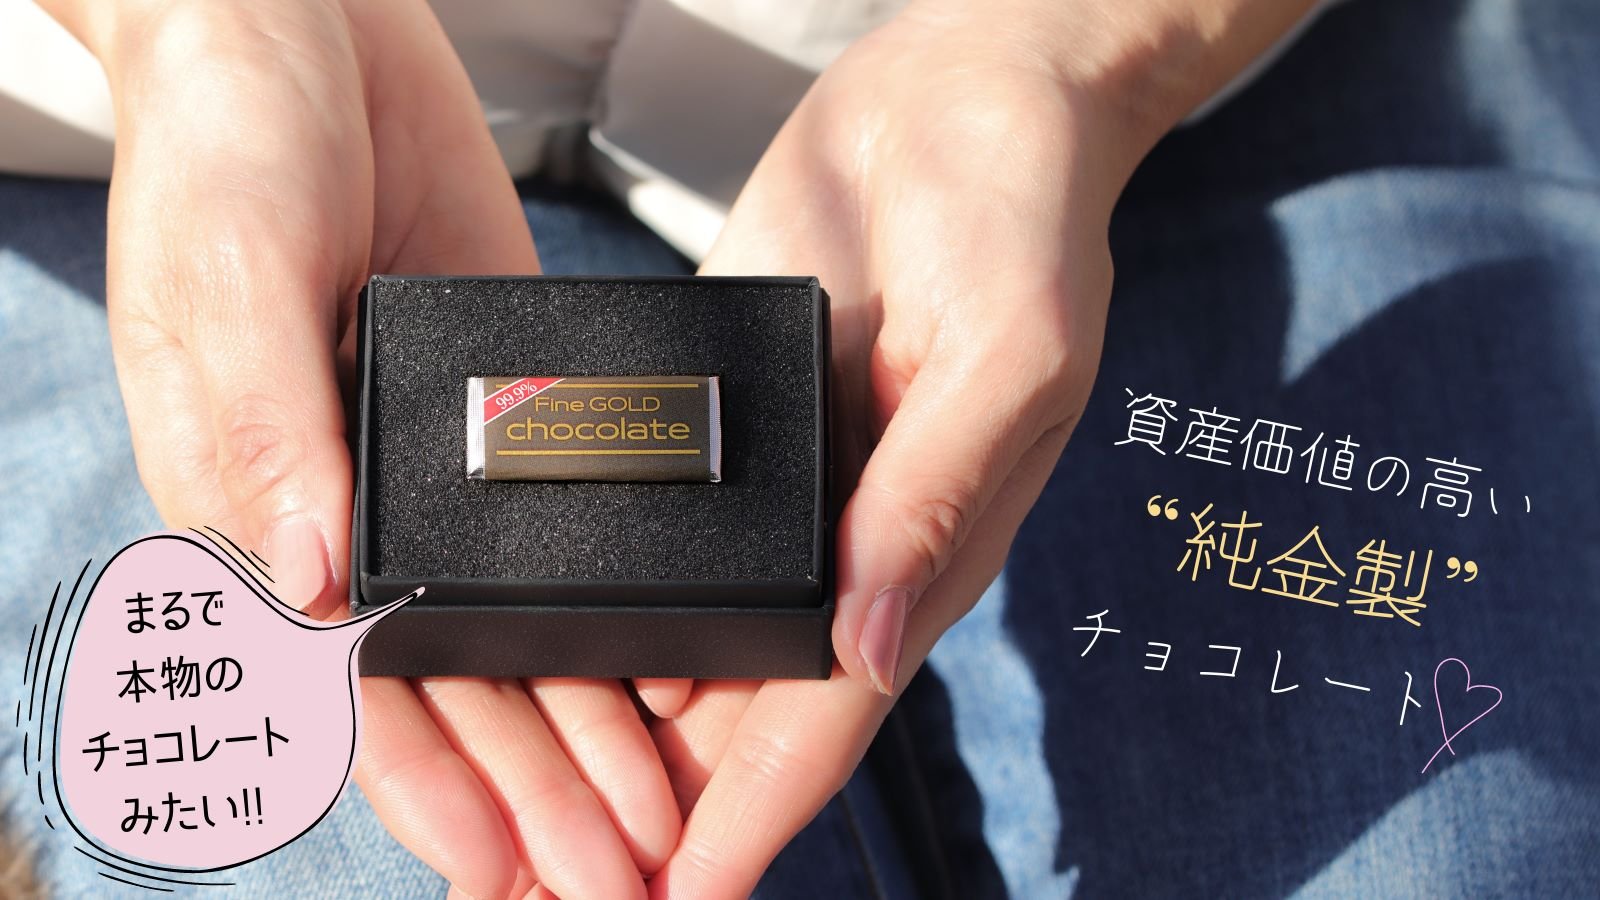 99.9%
Fine GOLD
chocolate
資産価値の高い
“純金製”
チョコレート
まるで
本物の
チョコレート
みたい!!